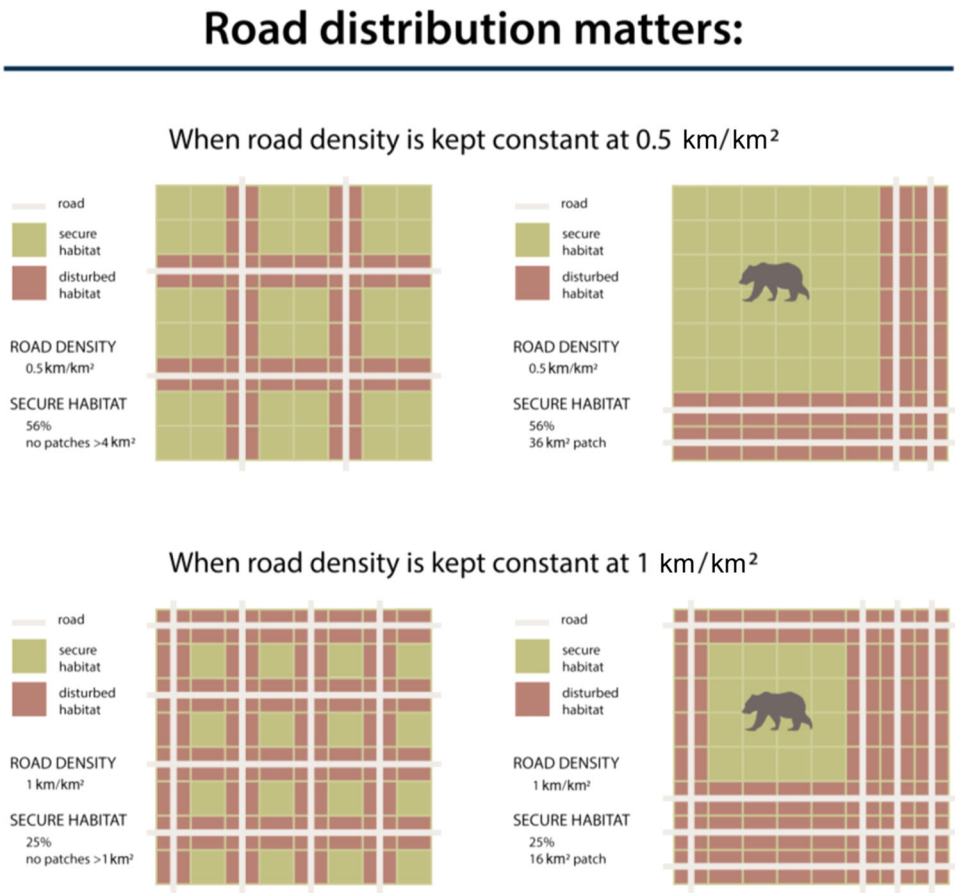 Road distribution matters:
When road density is kept constant at 0.5 km/km²
road
secure
habitat
disturbed
habitat
ROAD DENSITY
0.5 km/km²
SECURE HABITAT
56%
no patches >4 km²
road
secure
habitat
disturbed
habitat
ROAD DENSITY
0.5 km/km²
SECURE HABITAT
56%
36 km² patch
When road density is kept constant at 1 km/km²
road
secure
habitat
disturbed
habitat
ROAD DENSITY
1 km/km²
SECURE HABITAT
25%
no patches >1 km²
road
secure
habitat
disturbed
habitat
ROAD DENSITY
1 km/km²
SECURE HABITAT
25%
16 km² patch